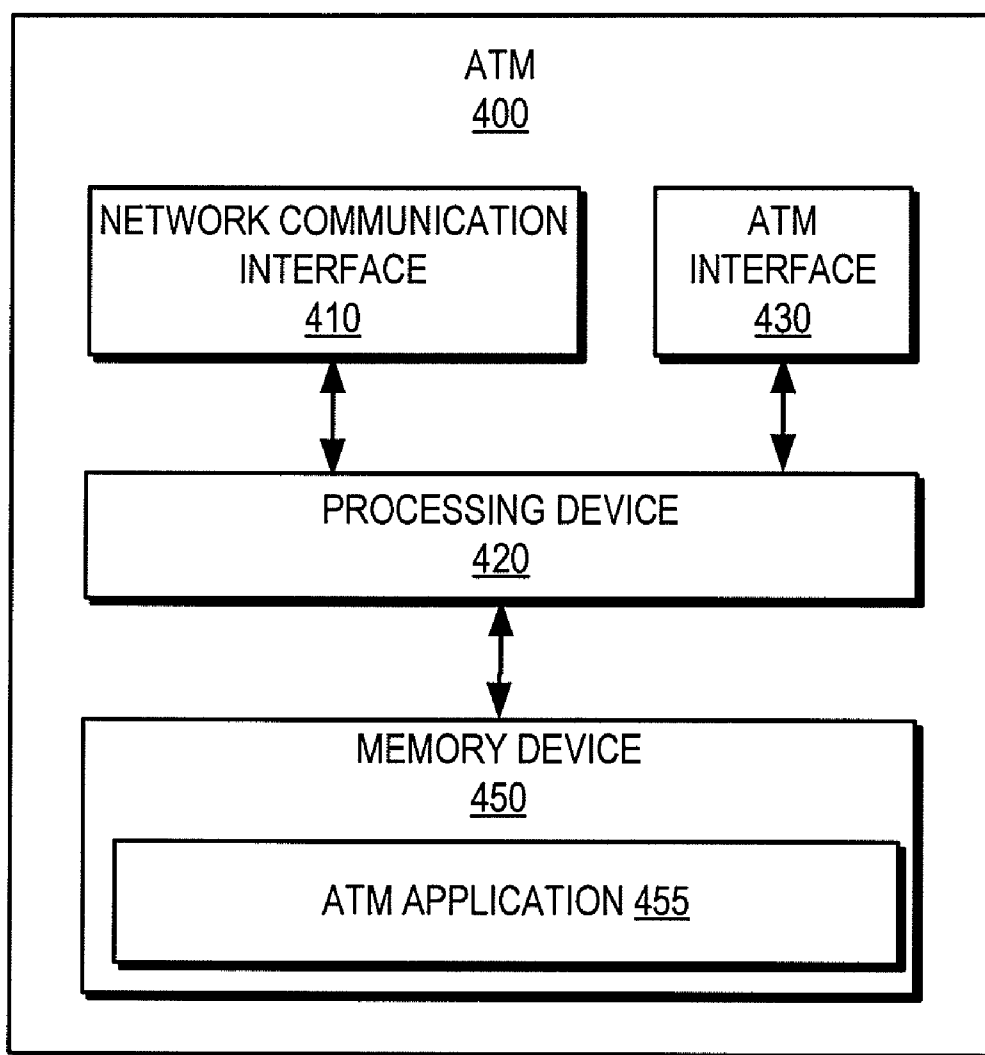 ATM
400
NETWORK COMMUNICATION
INTERFACE
410
ATM
INTERFACE
430
PROCESSING DEVICE
420
MEMORY DEVICE
450
ATM APPLICATION 455